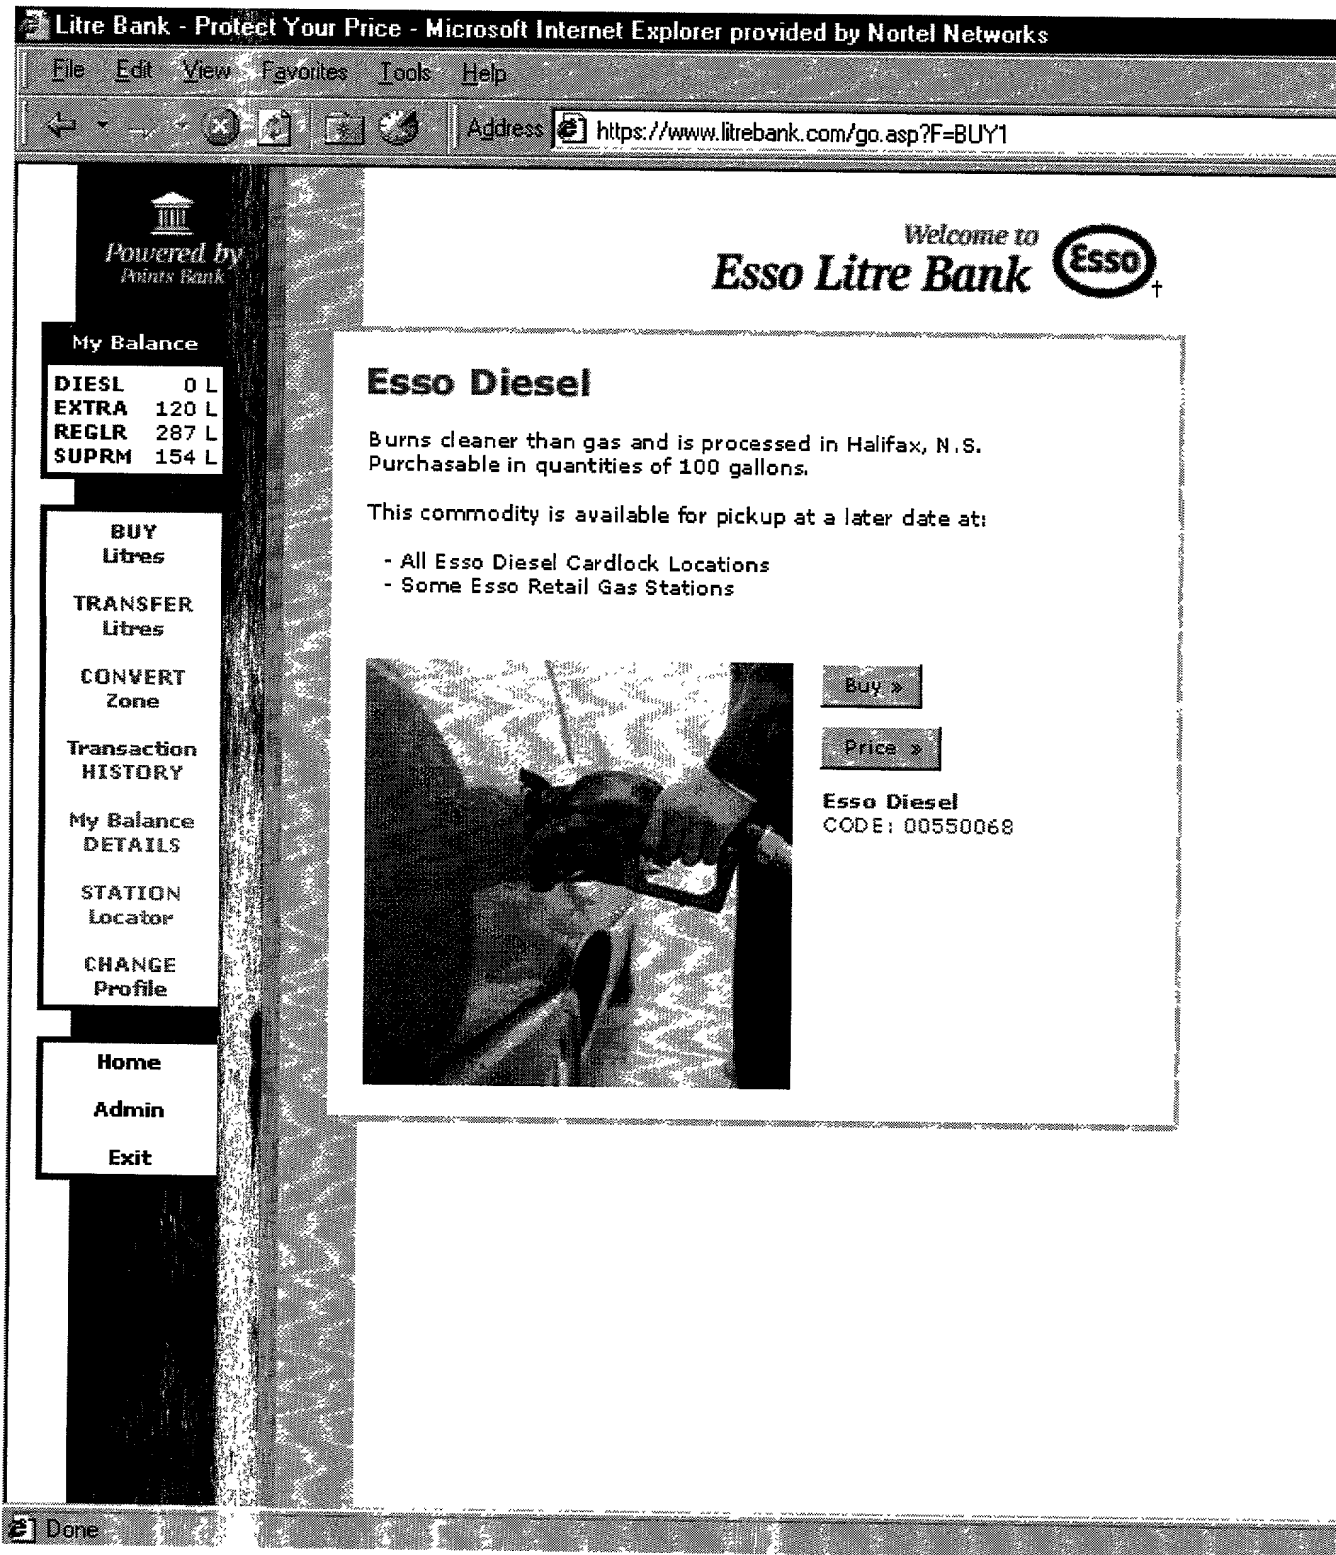 Litre Bank - Protect Your Price - Microsoft Internet Explorer provided by Nortel Networks
File Edit View Favorites Tools Help
Address https://www.litrebank.com/go.asp?F=BUY1
Powered by
Points Bank
Welcome to
Esso Litre Bank
Esso †
My Balance
DIESL 0 L
EXTRA 120 L
REGLR 287 L
SUPRM 154 L
BUY
Litres
TRANSFER
Litres
CONVERT
Zone
Transaction
HISTORY
My Balance
DETAILS
STATION
Locator
CHANGE
Profile
Home
Admin
Exit
Esso Diesel
Burns cleaner than gas and is processed in Halifax, N.S.
Purchasable in quantities of 100 gallons.
This commodity is available for pickup at a later date at:
- All Esso Diesel Cardlock Locations
- Some Esso Retail Gas Stations
Buy »
Price »
Esso Diesel
CODE: 00550068
Done